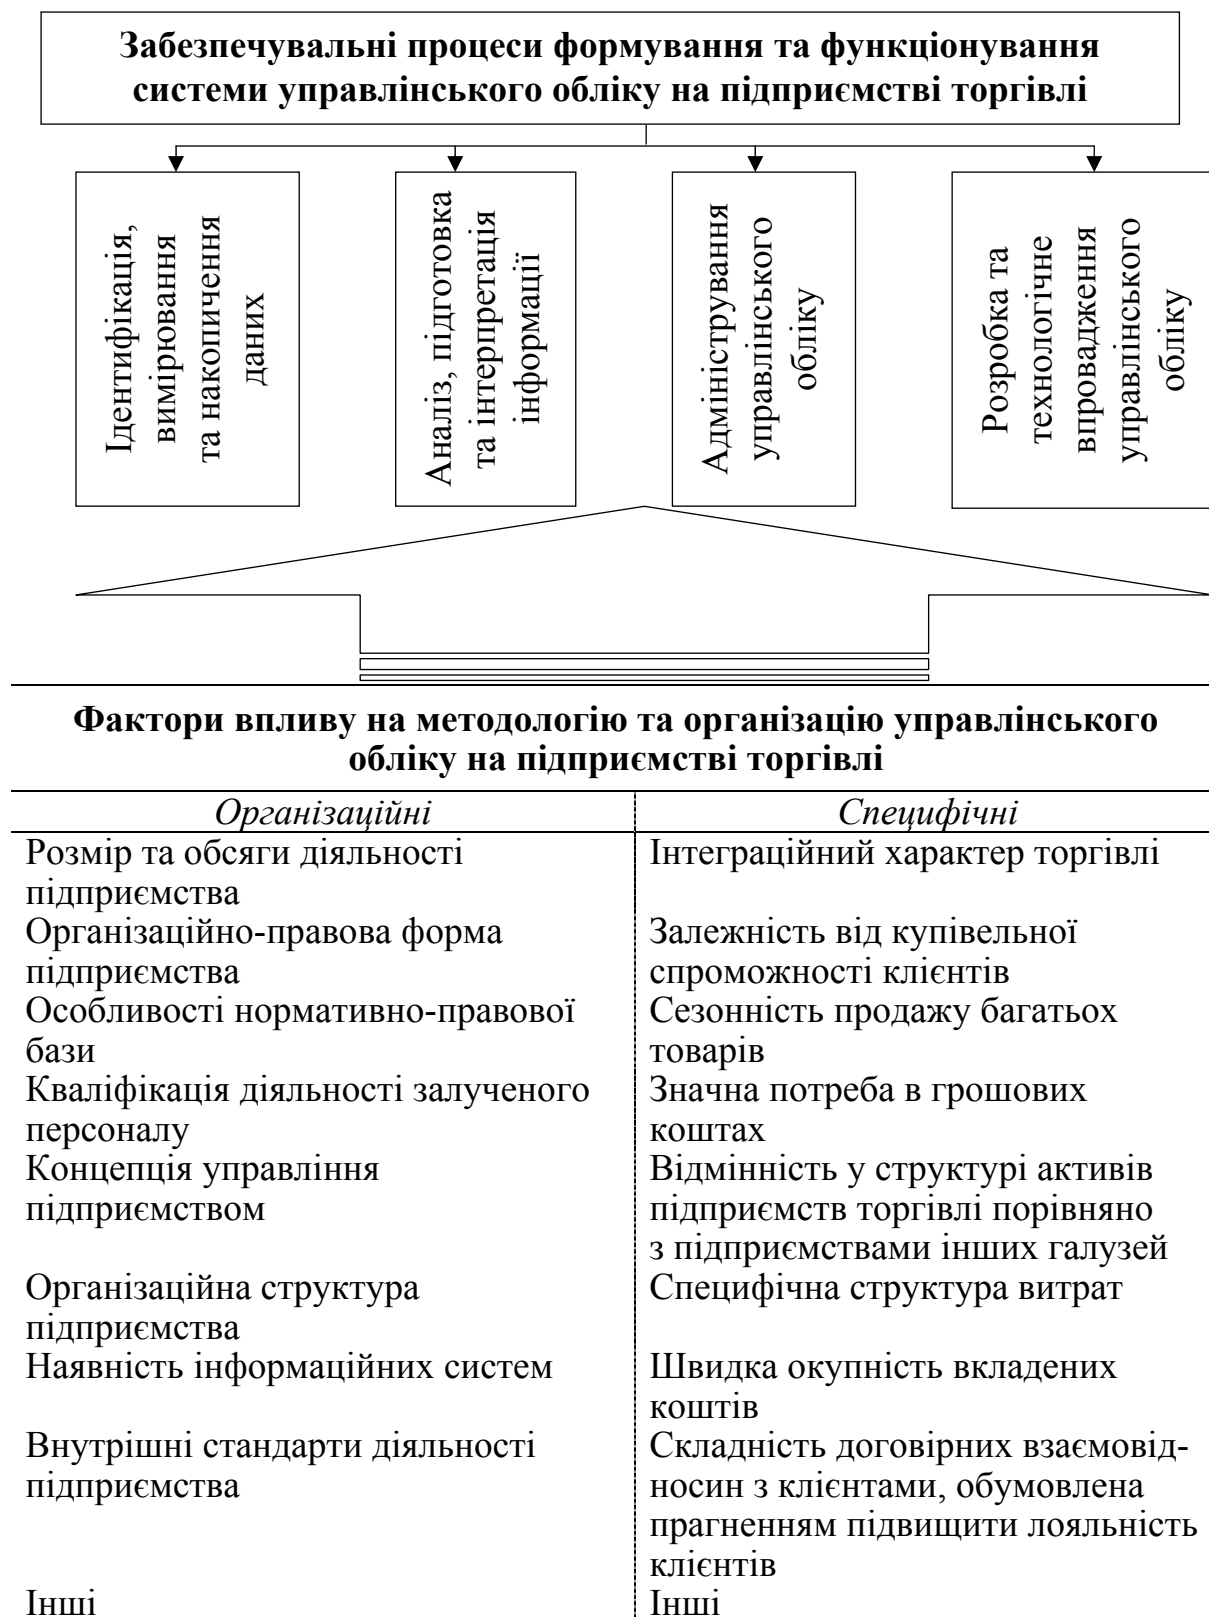 Забезпечувальні процеси формування та функціонування
системи управлінського обліку на підприємстві торгівлі
Ідентифікація,
вимірювання
та накопичення
даних
Аналіз, підготовка
та інтерпретація
інформації
Адміністрування
управлінського
обліку
Розробка та
технологічне
впровадження
управлінського
обліку
Фактори впливу на методологію та організацію управлінського
обліку на підприємстві торгівлі
Організаційні
Специфічні
Розмір та обсяги діяльності
підприємства
Інтеграційний характер торгівлі
Організаційно-правова форма
підприємства
Залежність від купівельної
спроможності клієнтів
Особливості нормативно-правової
бази
Сезонність продажу багатьох
товарів
Кваліфікація діяльності залученого
персоналу
Значна потреба в грошових
коштах
Концепція управління
підприємством
Відмінність у структурі активів
підприємств торгівлі порівняно
з підприємствами інших галузей
Організаційна структура
підприємства
Специфічна структура витрат
Наявність інформаційних систем
Швидка окупність вкладених
коштів
Внутрішні стандарти діяльності
підприємства
Складність договірних взаємовід-
носин з клієнтами, обумовлена
прагненням підвищити лояльність
клієнтів
Інші
Інші